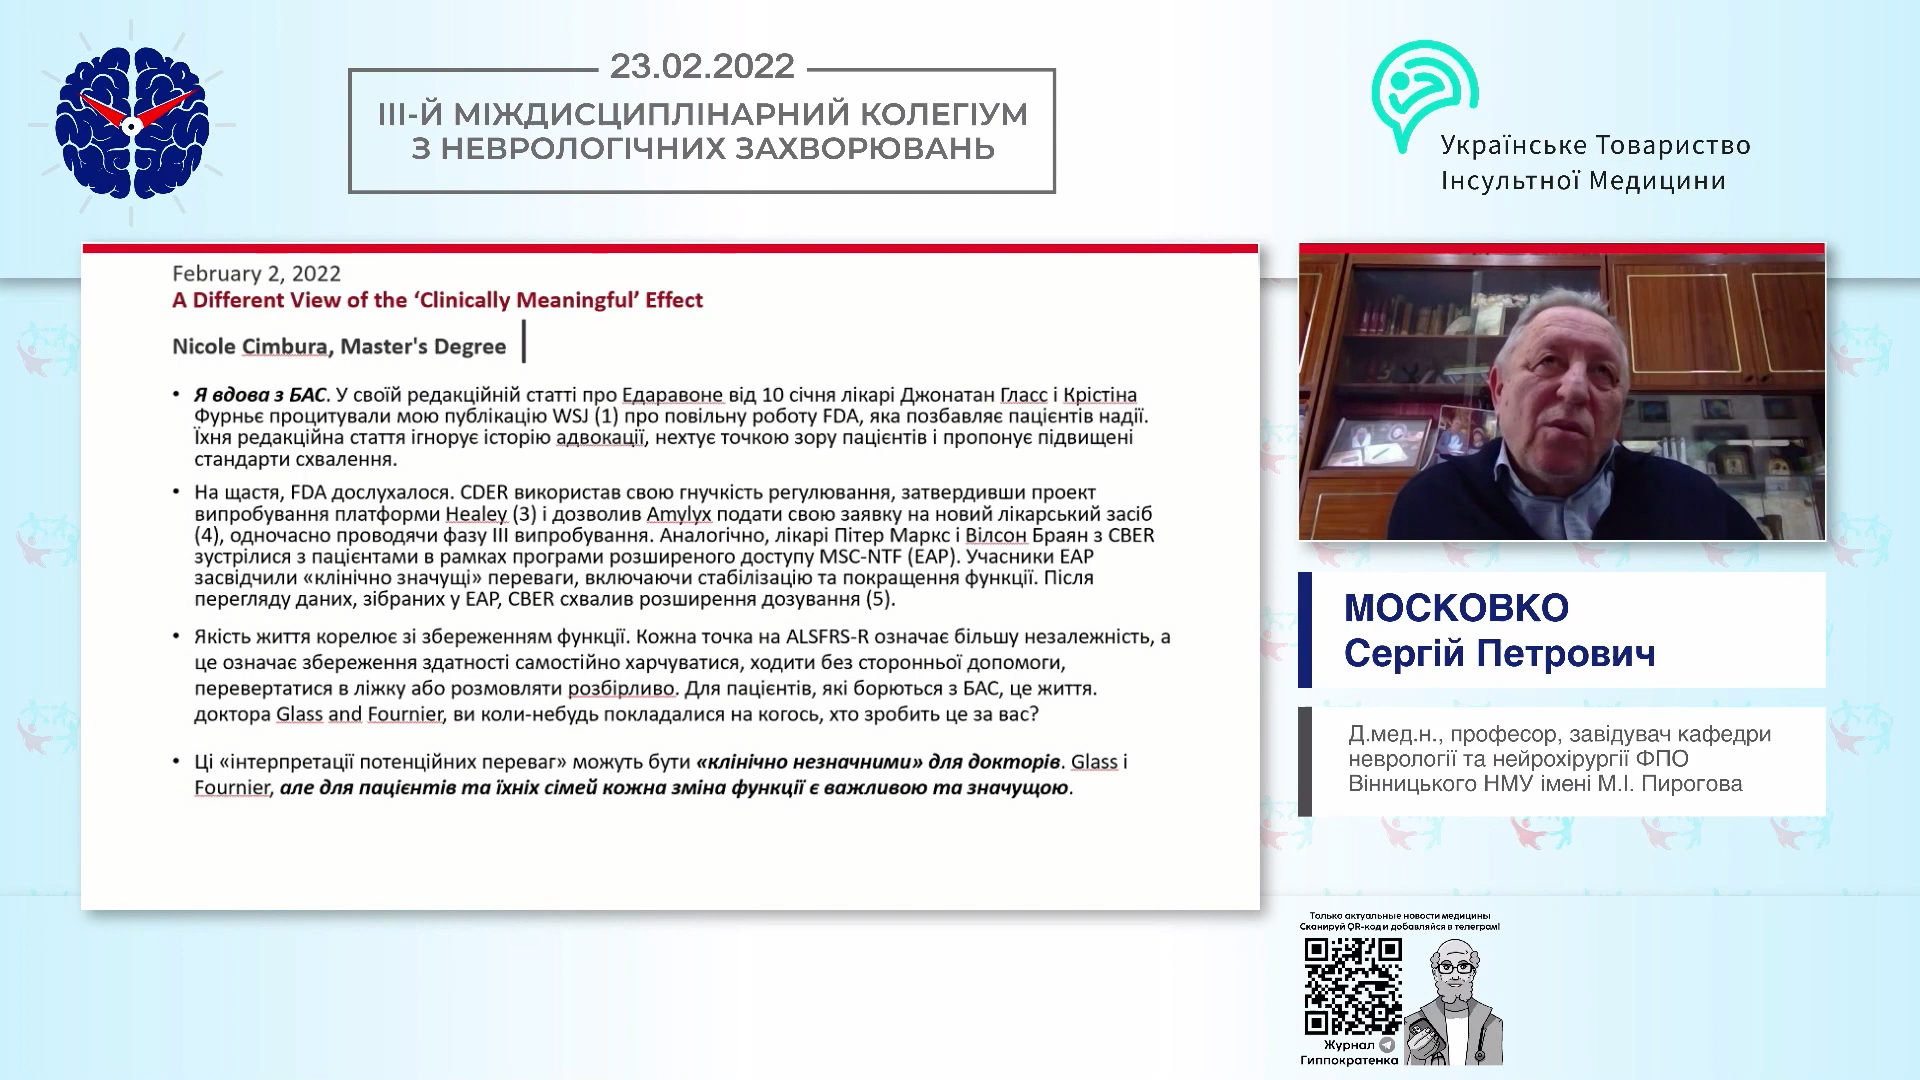 23.02.2022
ІІІ-Й МІЖДИСЦИПЛІНАРНИЙ КОЛЕГІУМ
З НЕВРОЛОГІЧНИХ ЗАХВОРЮВАНЬ
Українське Товариство
Інсультної Медицини
February 2, 2022
A Different View of the ‘Clinically Meaningful’ Effect
Nicole Cimbura, Master's Degree
• Я вдова з БАС. У своїй редакційній статті про Едаравоне від 10 січня лікарі Джонатан Гласс і Крістіна
Фурньє процитували мою публікацію WSJ (1) про повільну роботу FDA, яка позбавляє пацієнтів надії.
Їхня редакційна стаття ігнорує історію адвокації, нехтує точкою зору пацієнтів і пропонує підвищені
стандарти схвалення.
• На щастя, FDA дослухалося. CDER використав свою гнучкість регулювання, затвердивши проект
випробування платформи Healey (3) і дозволив Amylyx подати свою заявку на новий лікарський засіб
(4), одночасно проводячи фазу III випробування. Аналогічно, лікарі Пітер Маркс і Вілсон Браян з CBER
зустрілися з пацієнтами в рамках програми розширеного доступу MSC-NTF (EAP). Учасники EAP
засвідчили «клінічно значущі» переваги, включаючи стабілізацію та покращення функції. Після
перегляду даних, зібраних у EAP, CBER схвалив розширення дозування (5).
• Якість життя корелює зі збереженням функції. Кожна точка на ALSFRS-R означає більшу незалежність, а
це означає збереження здатності самостійно харчуватися, ходити без сторонньої допомоги,
перевертатися в ліжку або розмовляти розбірливо. Для пацієнтів, які борються з БАС, це життя.
доктора Glass and Fournier, ви коли-небудь покладалися на когось, хто зробить це за вас?
• Ці «інтерпретації потенційних переваг» можуть бути «клінічно незначними» для докторів. Glass і
Fournier, але для пацієнтів та їхніх сімей кожна зміна функції є важливою та значущою.
МОСКОВКО
Сергій Петрович
Д.мед.н., професор, завідувач кафедри
неврології та нейрохірургії ФПО
Вінницького НМУ імені М.І. Пирогова
Только актуальные новости медицины
Сканируй QR-код и добавляйся в телеграм!
Журнал
Гиппократенка